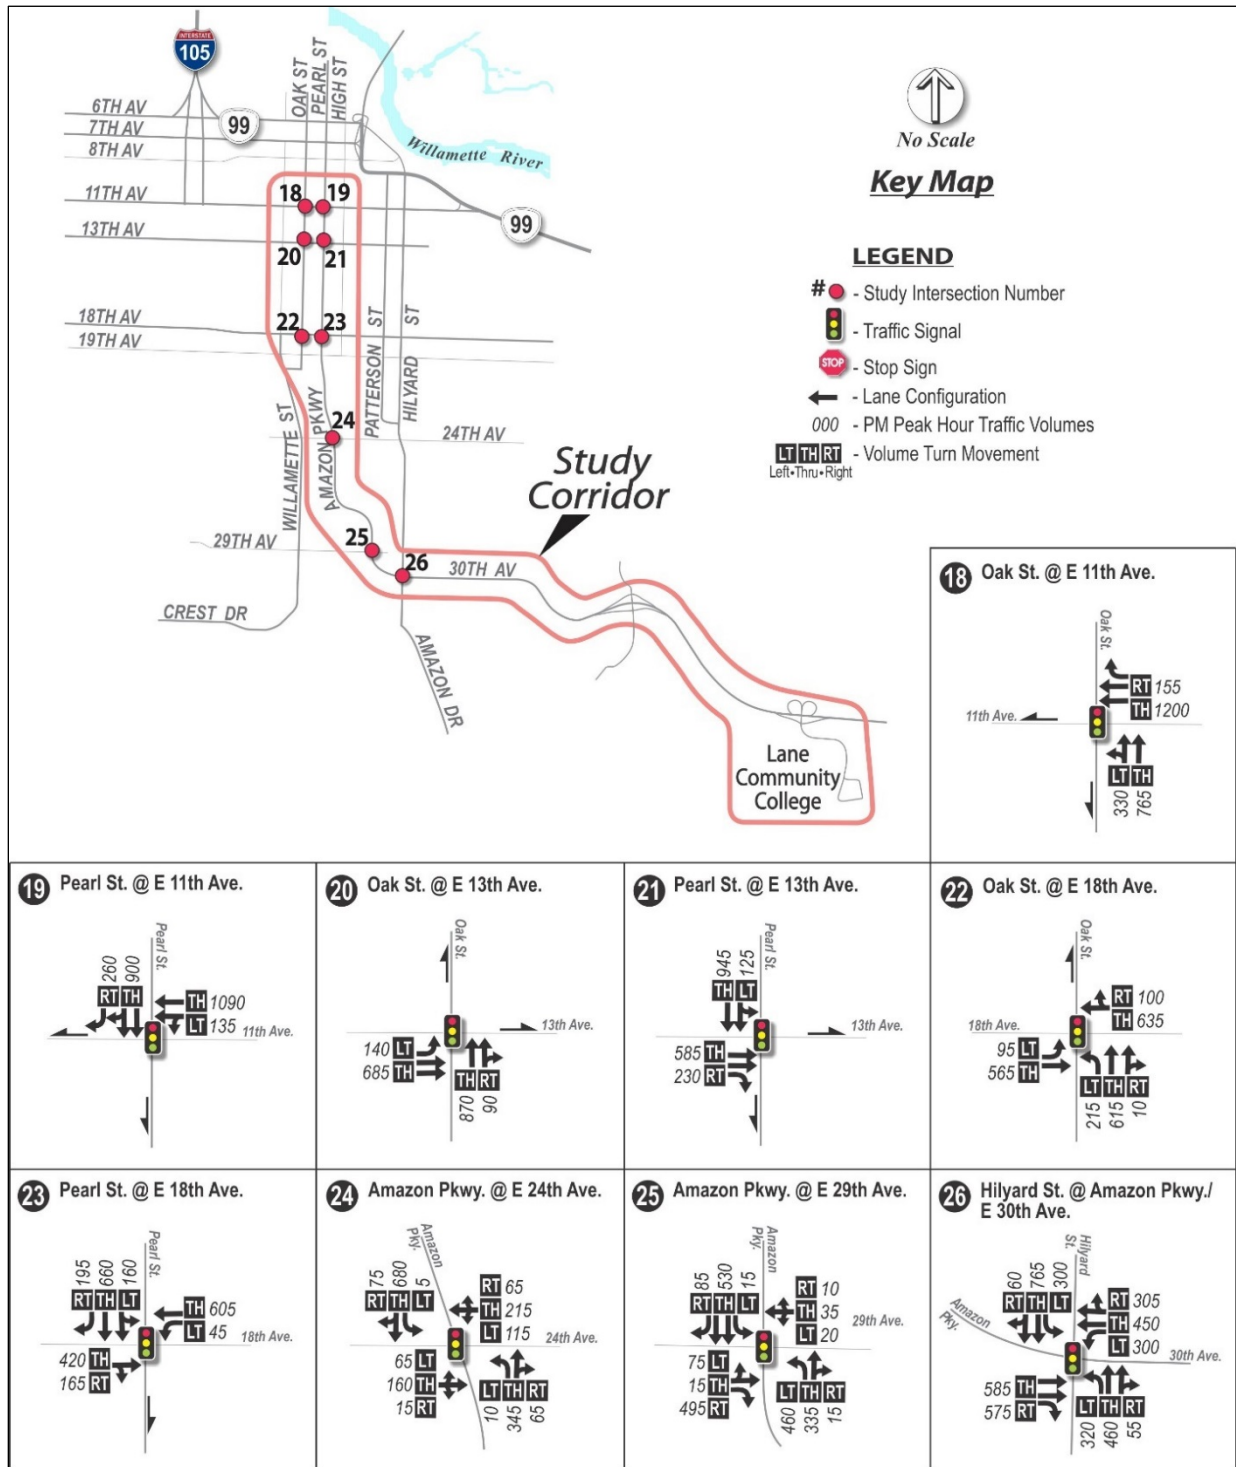 INTERSTATE
105
OAK ST
PEARL ST
HIGH ST
6TH AV
7TH AV
8TH AV
99
Willamette River
11TH AV
13TH AV
18
19
20
21
99
18TH AV
19TH AV
22
23
PATTERSON ST
HILYARD ST
WILLAMETTE ST
AMAZON PKWY
24
24TH AV
25
29TH AV
26
30TH AV
CREST DR
AMAZON DR
Study
Corridor
Lane
Community
College
No Scale
Key Map
LEGEND
# - Study Intersection Number
- Traffic Signal
STOP - Stop Sign
- Lane Configuration
000 - PM Peak Hour Traffic Volumes
LT TH RT - Volume Turn Movement
Left•Thru•Right
18 Oak St. @ E 11th Ave.
Oak St.
RT 155
TH 1200
11th Ave.
LT TH
330 765
19 Pearl St. @ E 11th Ave.
Pearl St.
260 900
RT TH
TH 1090
LT 135
11th Ave.
20 Oak St. @ E 13th Ave.
Oak St.
13th Ave.
140 LT
685 TH
TH RT
870 90
21 Pearl St. @ E 13th Ave.
Pearl St.
945 125
TH LT
13th Ave.
585 TH
230 RT
22 Oak St. @ E 18th Ave.
Oak St.
RT 100
TH 635
18th Ave.
95 LT
565 TH
LT TH RT
215 615 10
23 Pearl St. @ E 18th Ave.
Pearl St.
195 660 160
RT TH LT
TH 605
LT 45
18th Ave.
420 TH
165 RT
24 Amazon Pkwy. @ E 24th Ave.
Amazon
Pky.
75 680 5
RT TH LT
RT 65
TH 215
LT 115
24th Ave.
65 LT
160 TH
15 RT
LT TH RT
10 345 65
25 Amazon Pkwy. @ E 29th Ave.
Amazon
Pky.
85 530 15
RT TH LT
RT 10
TH 35
LT 20
29th Ave.
75 LT
15 TH
495 RT
LT TH RT
460 335 15
26 Hilyard St. @ Amazon Pkwy./
E 30th Ave.
Hilyard
St.
60 765 300
RT TH LT
RT 305
TH 450
LT 300
Amazon
Pky.
30th Ave.
585 TH
575 RT
LT TH RT
320 460 55